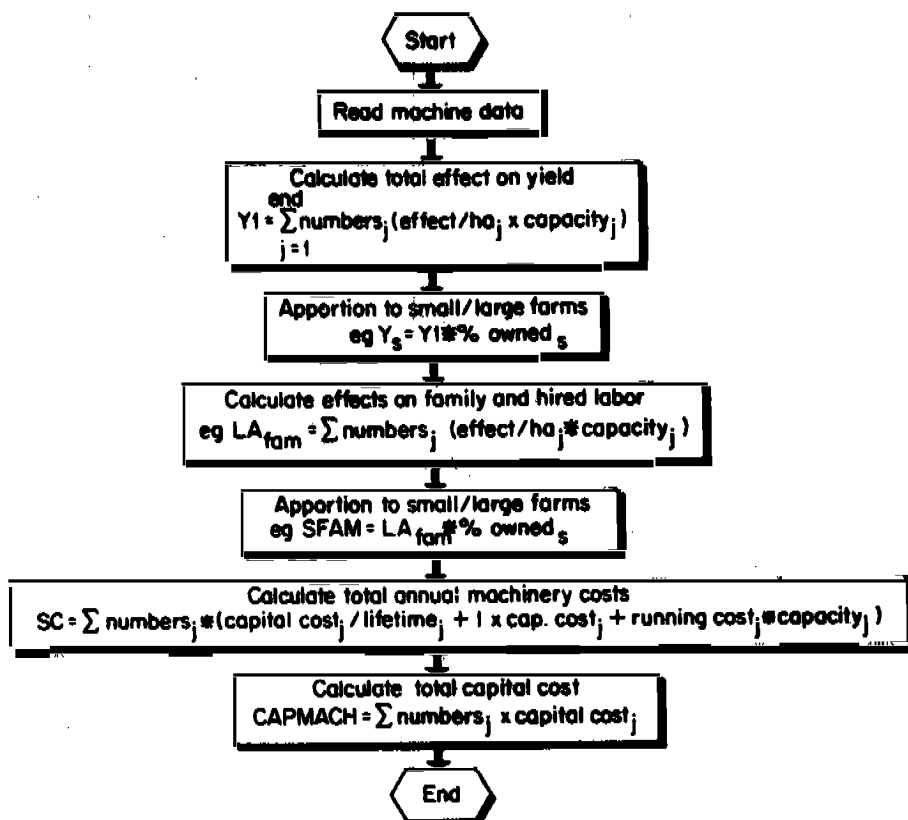 Start
Read machine data
Calculate total effect on yield
end
Y1 = ∑ numbers_j (effect/ha_j x capacity_j)
j = 1
Apportion to small/large farms
eg Y_s = Y1*% owned_s
Calculate effects on family and hired labor
eg LA_fam = ∑ numbers_j (effect/ha_j*capacity_j)
Apportion to small/large farms
eg SFAM = LA_fam*% owned_s
Calculate total annual machinery costs
SC = ∑ numbers_j*(capital cost_j/lifetime_j + 1 x cap. cost_j + running cost_j*capacity_j)
Calculate total capital cost
CAPMACH = ∑ numbers_j x capital cost_j
End